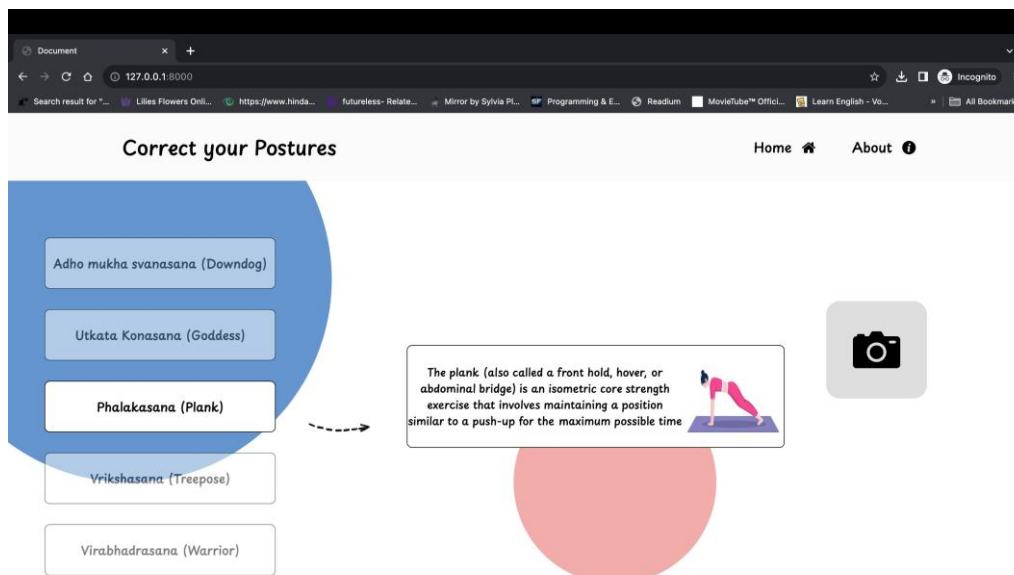 Document
127.0.0.1:8000
Incognito
Search result for "...
Lilies Flowers Onli...
https://www.hinda...
futureless- Relate...
Mirror by Sylvia Pl...
SF
Programming & E...
Readium
MovieTube™ Offici...
Learn English - Vo...
»
All Bookmark
Correct your Postures
Home
About
Adho mukha svanasana (Downdog)
Utkata Konasana (Goddess)
Phalakasana (Plank)
Vrikshasana (Treepose)
Virabhadrasana (Warrior)
The plank (also called a front hold, hover, or
abdominal bridge) is an isometric core strength
exercise that involves maintaining a position
similar to a push-up for the maximum possible time